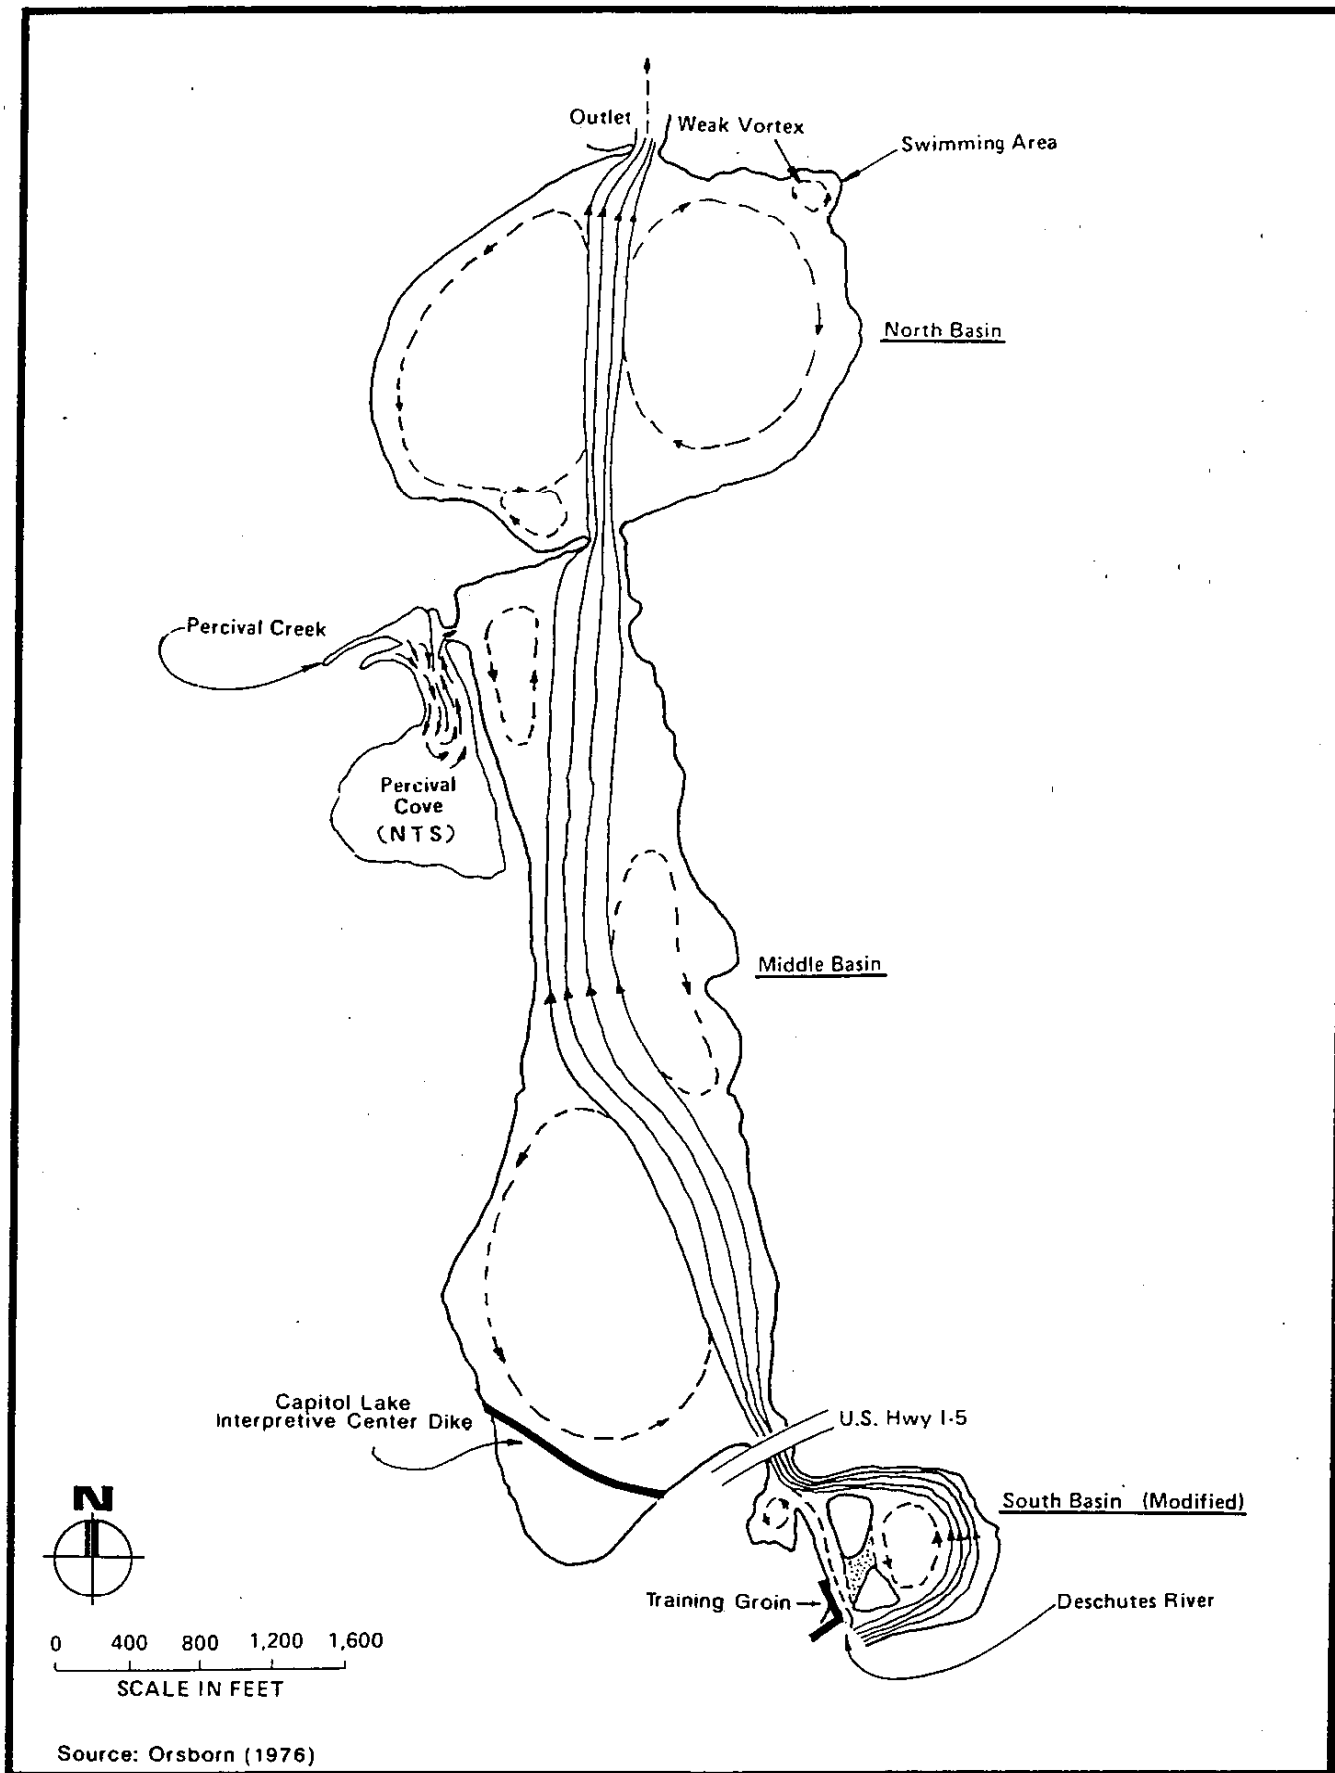 Outlet
Weak Vortex
Swimming Area
North Basin
Percival Creek
Percival
Cove
(NTS)
Middle Basin
Capitol Lake
Interpretive Center Dike
U.S. Hwy I-5
South Basin (Modified)
Training Groin
Deschutes River
N
0 400 800 1,200 1,600
SCALE IN FEET
Source: Orsborn (1976)